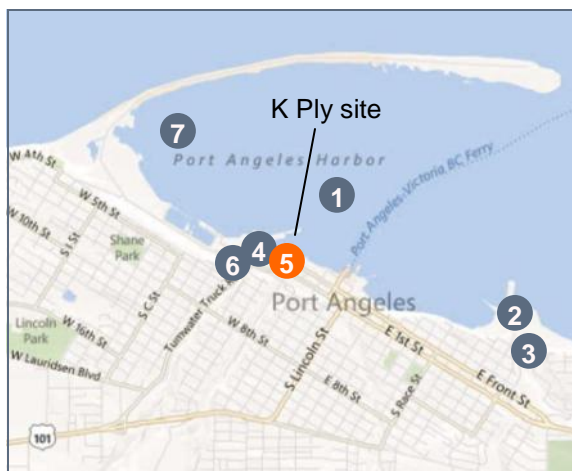 K Ply site
7
Port Angeles Harbor
1
Port Angeles-Victoria BC Ferry
W 4th St
W 5th St
W 10th St
S I St
Shane
Park
4
6
5
Port Angeles
2
3
S C St
Tumwater Truck
W 8th St
Lincoln
Park
W 16th St
W Lauridsen Blvd
S Lincoln St
E 1st St
E Front St
E 8th St
S Race St
101